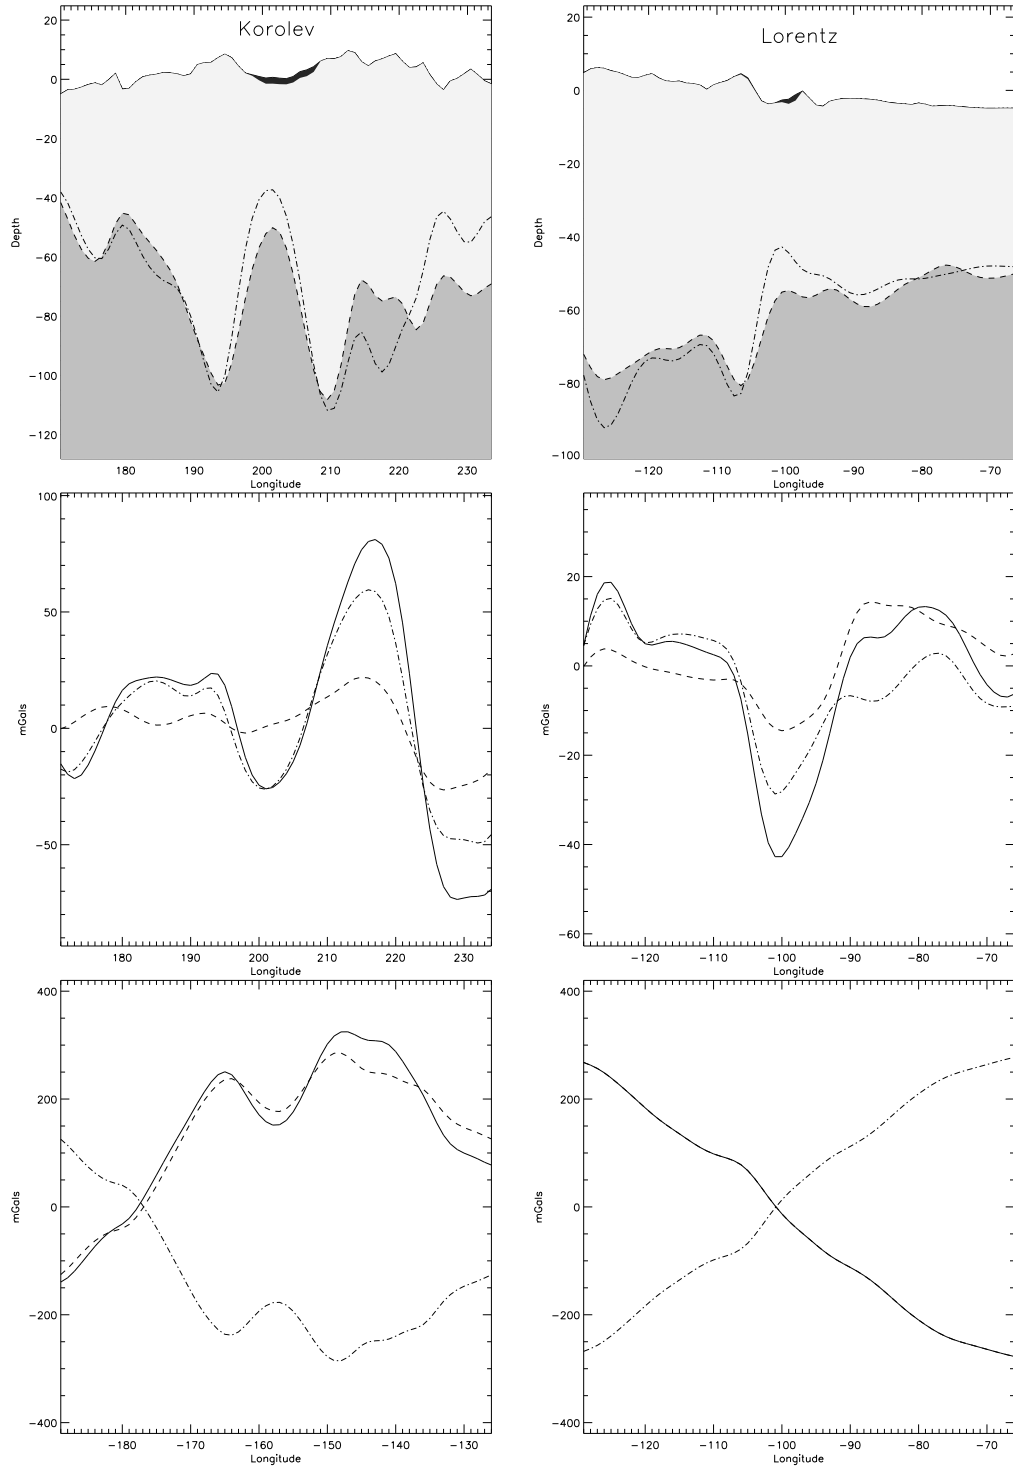 Korolev
20
0
−20
−40
−60
−80
−100
−120
Depth
180 190 200 210 220 230
Longitude
Lorentz
20
0
−20
−40
−60
−80
−100
Depth
−120 −110 −100 −90 −80 −70
Longitude
100
50
0
−50
mGals
180 190 200 210 220 230
Longitude
20
0
−20
−40
−60
mGals
−120 −110 −100 −90 −80 −70
Longitude
400
200
0
−200
−400
mGals
−180 −170 −160 −150 −140 −130
Longitude
400
200
0
−200
−400
mGals
−120 −110 −100 −90 −80 −70
Longitude